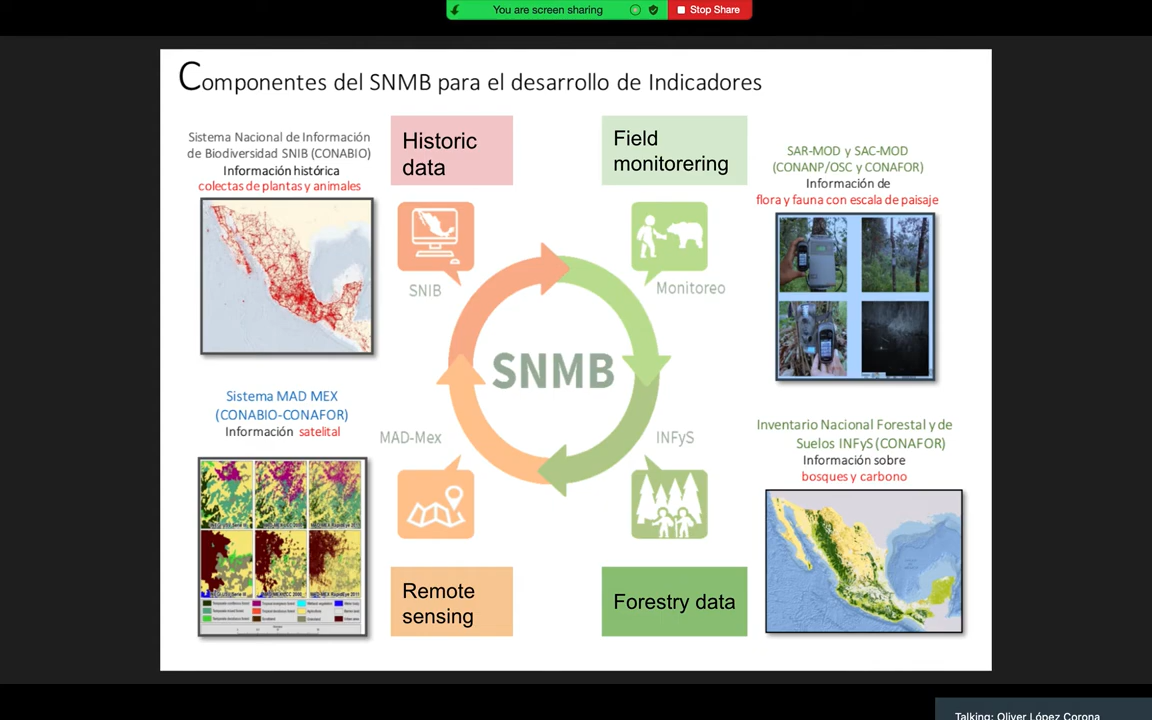 You are screen sharing
Stop Share
Componentes del SNMB para el desarrollo de Indicadores
Sistema Nacional de Información
de Biodiversidad SNIB (CONABIO)
Información histórica
colectas de plantas y animales
Historic
data
Field
monitorering
SAR-MOD y SAC-MOD
(CONANP/OSC y CONAFOR)
Información de
flora y fauna con escala de paisaje
SNIB
Monitoreo
SNMB
Sistema MAD MEX
(CONABIO-CONAFOR)
Información satelital
MAD-Mex
INFyS
Inventario Nacional Forestal y de
Suelos INFyS (CONAFOR)
Información sobre
bosques y carbono
Remote
sensing
Forestry data
Talking: Oliver López Corona